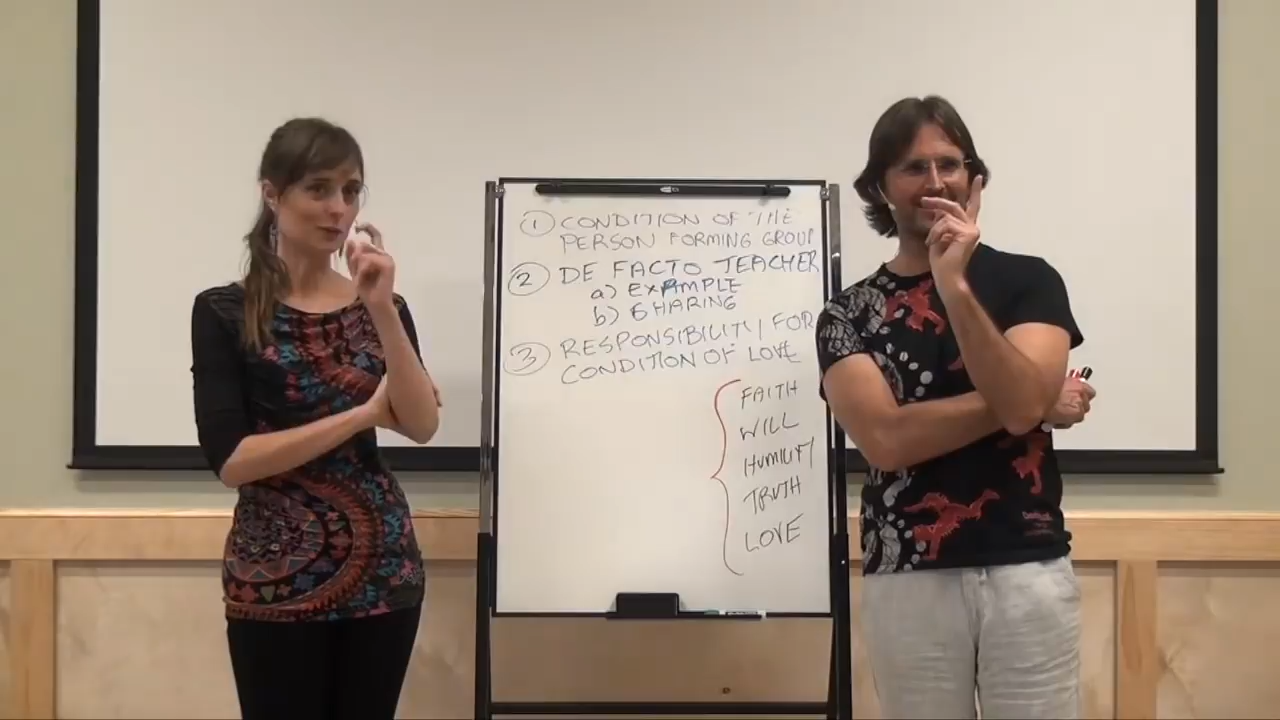 ① CONDITION OF THE
PERSON FORMING GROUP
② DE FACTO TEACHER
a) EXAMPLE
b) SHARING
③ RESPONSIBILITY FOR
CONDITION OF LOVE
FAITH
WILL
HUMILITY
TRUTH
LOVE